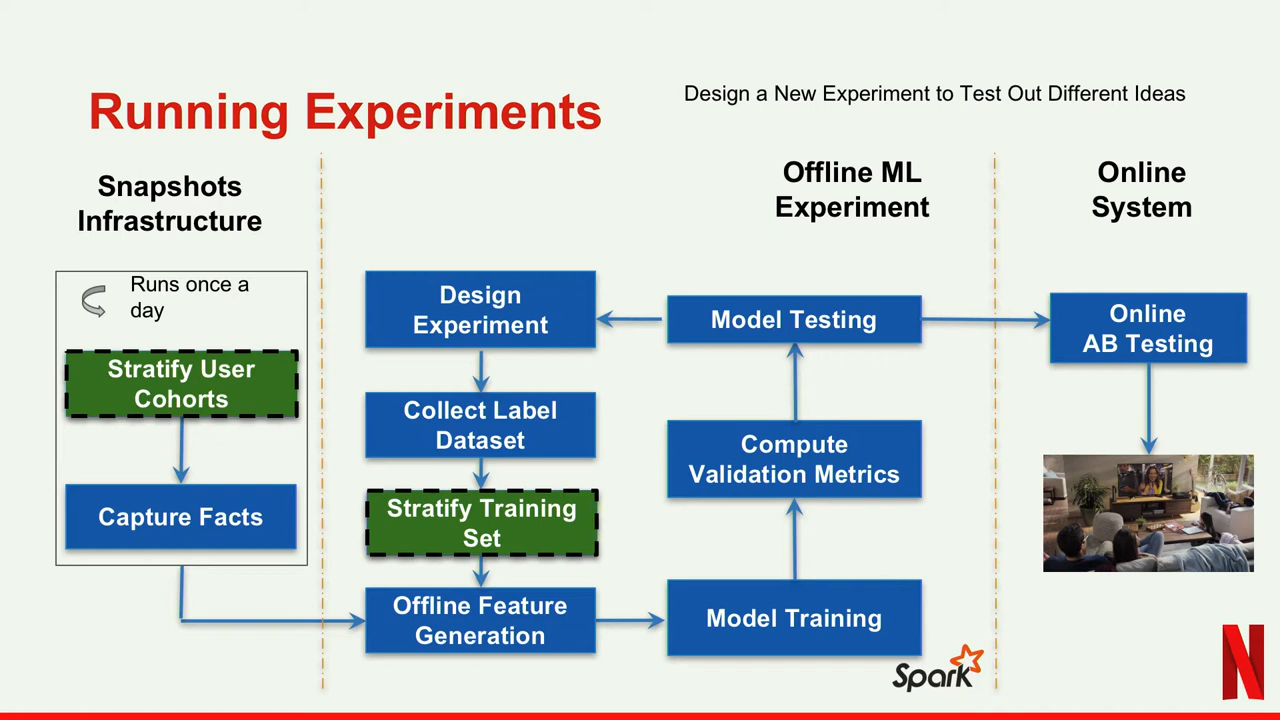 Running Experiments
Design a New Experiment to Test Out Different Ideas
Snapshots
Infrastructure
Offline ML
Experiment
Online
System
Runs once a
day
Stratify User
Cohorts
Capture Facts
Design
Experiment
Collect Label
Dataset
Stratify Training
Set
Offline Feature
Generation
Model Testing
Compute
Validation Metrics
Model Training
Spark
Online
AB Testing
N